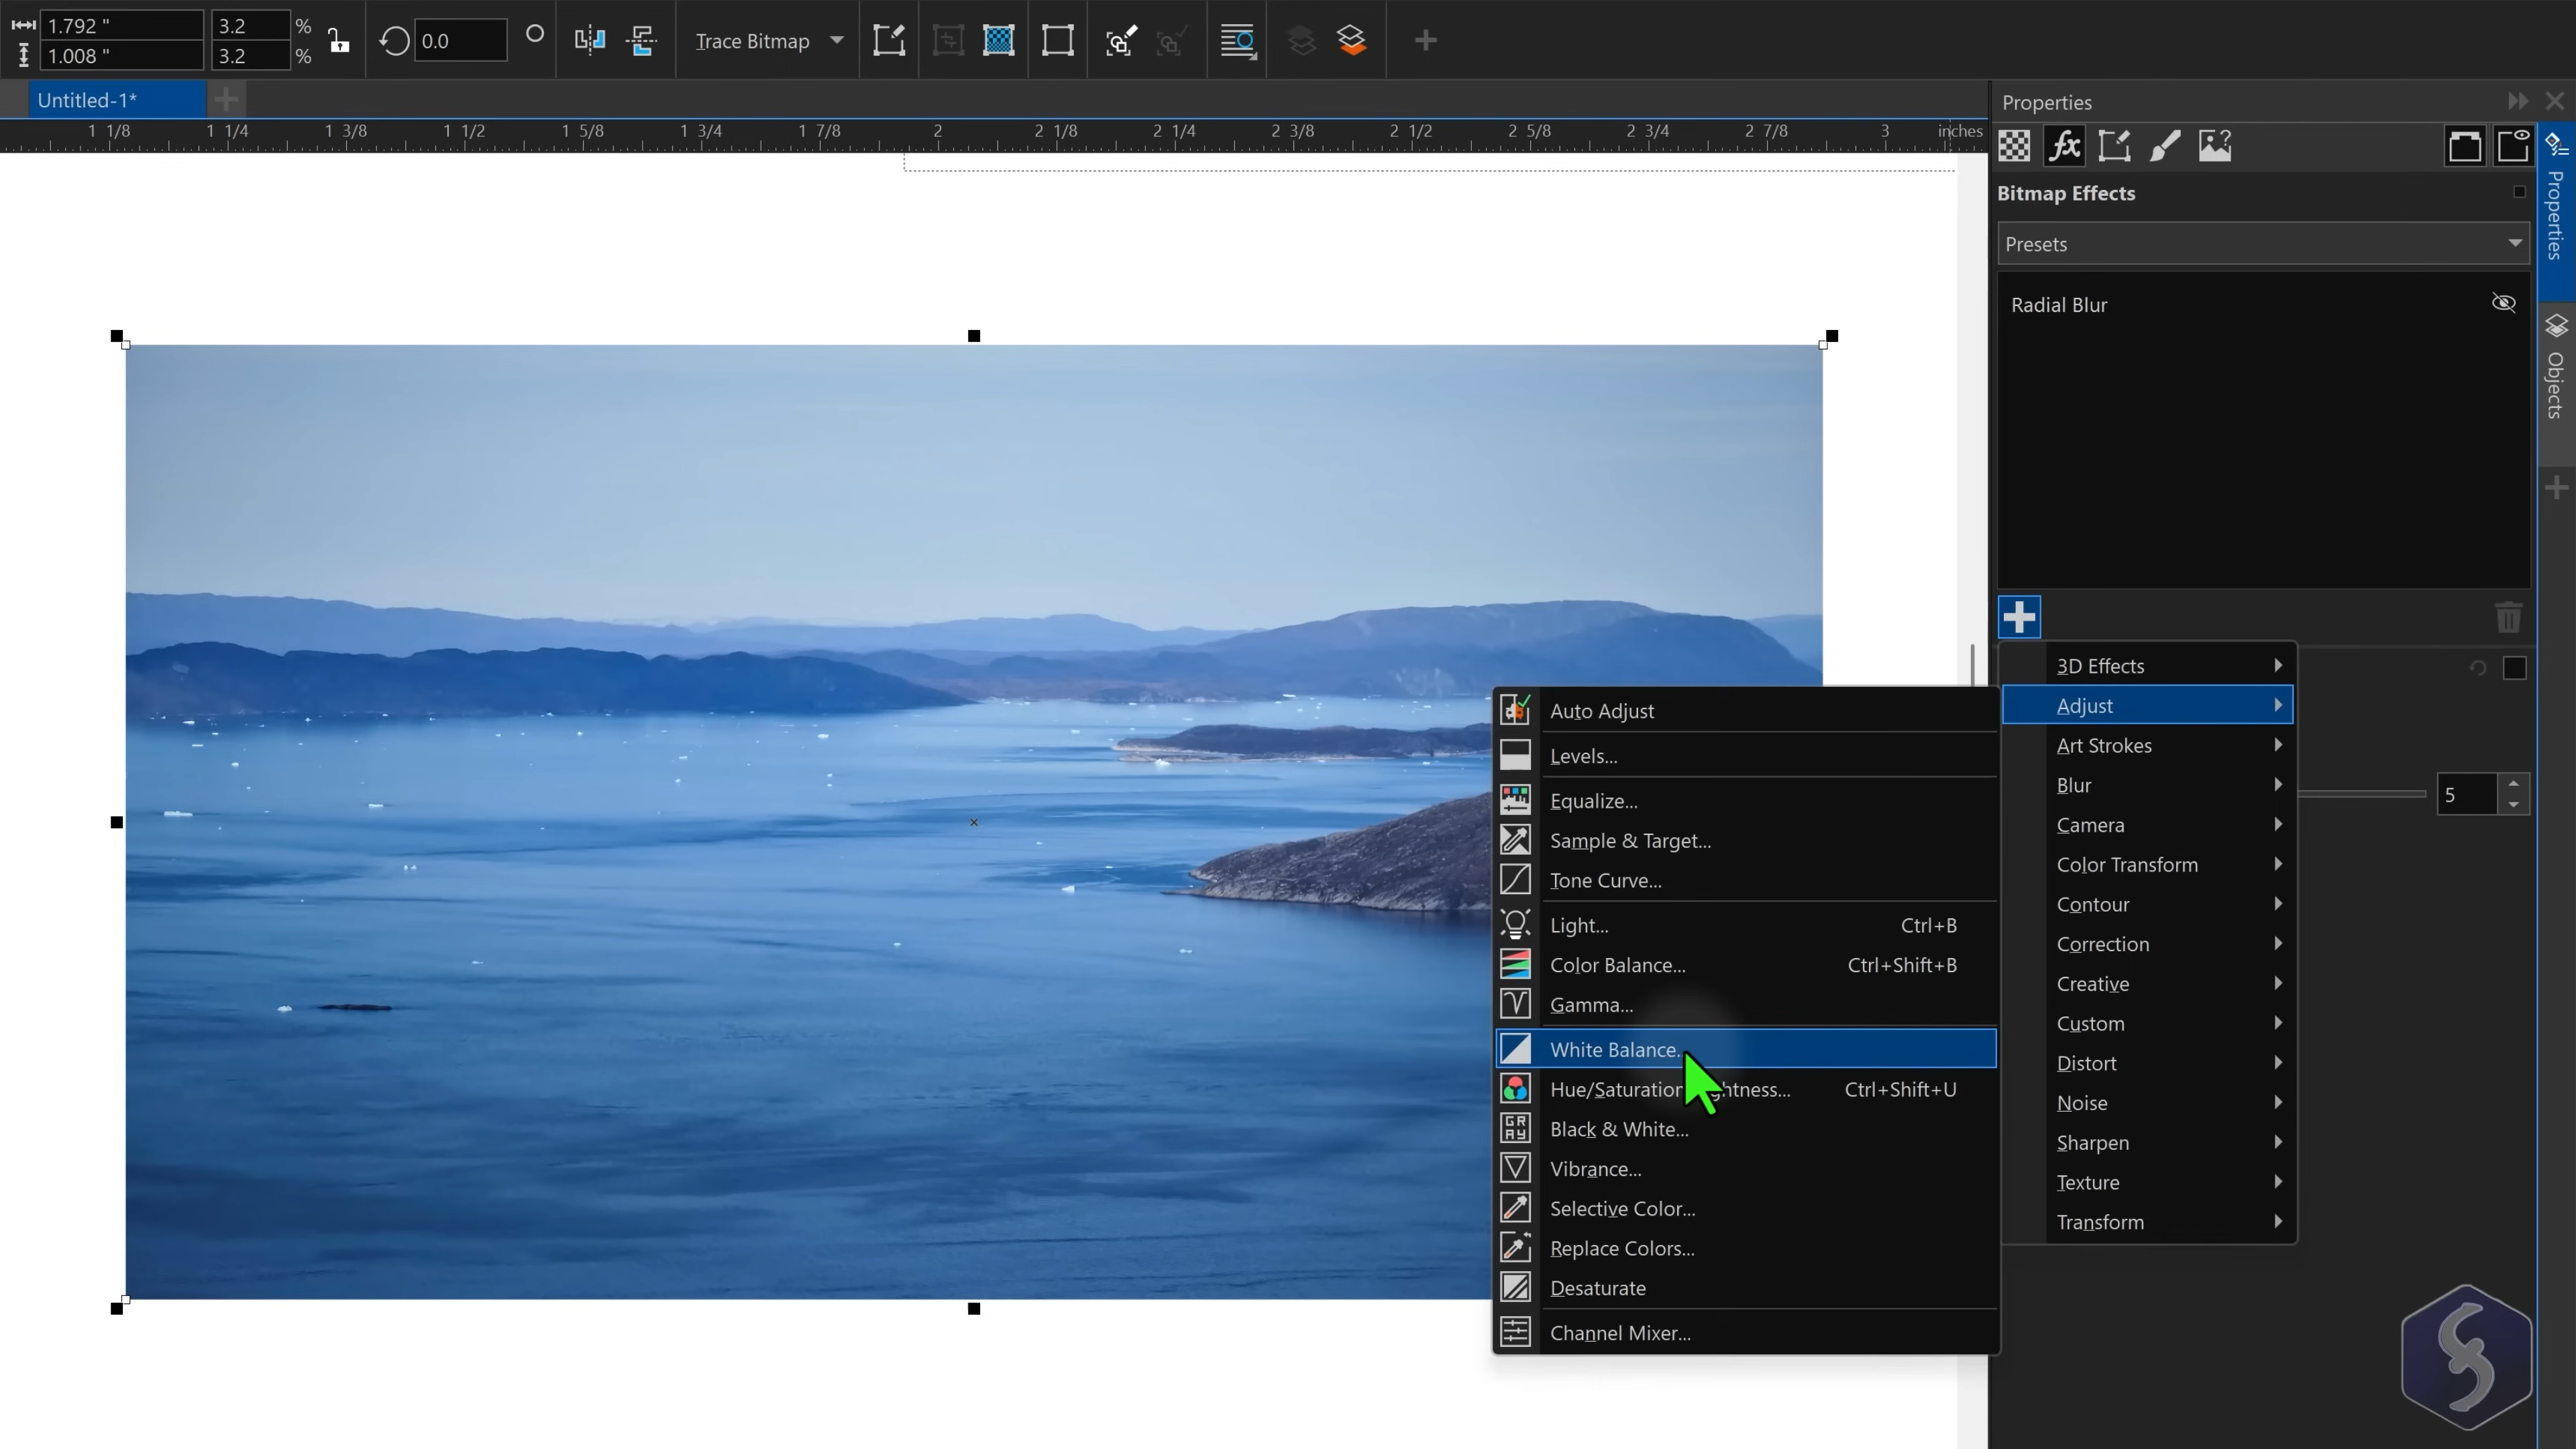 1.792 "
3.2 %
1.008 "
3.2 %
0.0
Trace Bitmap
Untitled-1*
1 1/8 1 1/4 1 3/8 1 1/2 1 5/8 1 3/4 1 7/8 2 2 1/8 2 1/4 2 3/8 2 1/2 2 5/8 2 3/4 2 7/8 3 inches
Properties
Bitmap Effects
Presets
Radial Blur
Properties
Objects
3D Effects
Adjust
Art Strokes
Blur
Camera
Color Transform
Contour
Correction
Creative
Custom
Distort
Noise
Sharpen
Texture
Transform
5
Auto Adjust
Levels...
Equalize...
Sample & Target...
Tone Curve...
Light... Ctrl+B
Color Balance... Ctrl+Shift+B
Gamma...
White Balance...
Hue/Saturation ghtness... Ctrl+Shift+U
GRAY Black & White...
Vibrance...
Selective Color...
Replace Colors...
Desaturate
Channel Mixer...